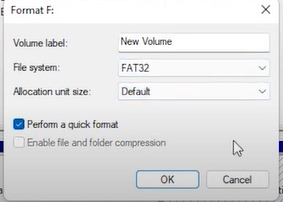 Format F:
Volume label: New Volume
File system: FAT32
Allocation unit size: Default
Perform a quick format
Enable file and folder compression
OK Cancel